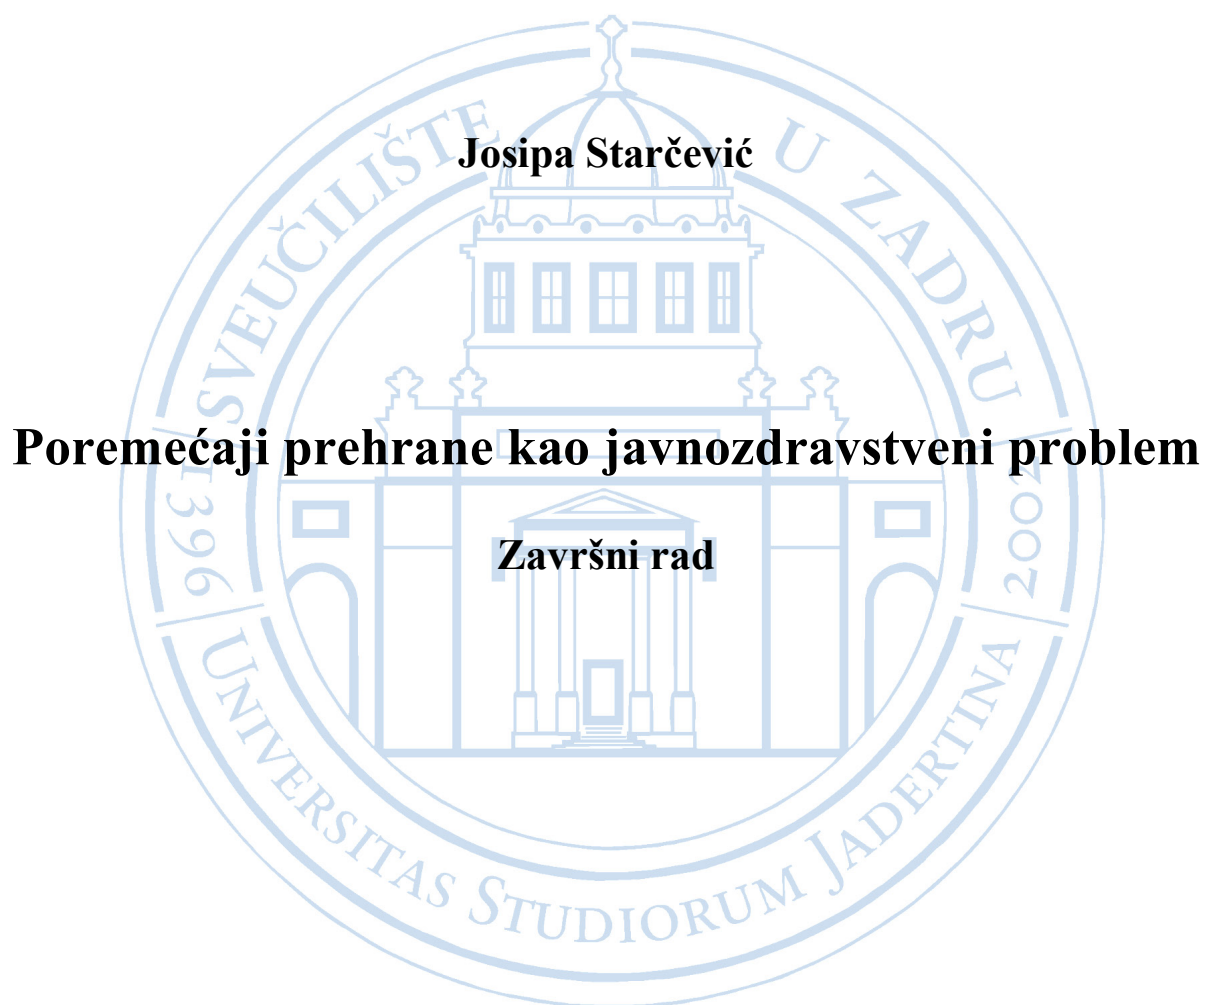 SVEUČILIŠTE U ZADRU
Josipa Starčević
Poremećaji prehrane kao javnozdravstveni problem
1396
2002
Završni rad
UNIVERSITAS STUDIORUM JADERTINA